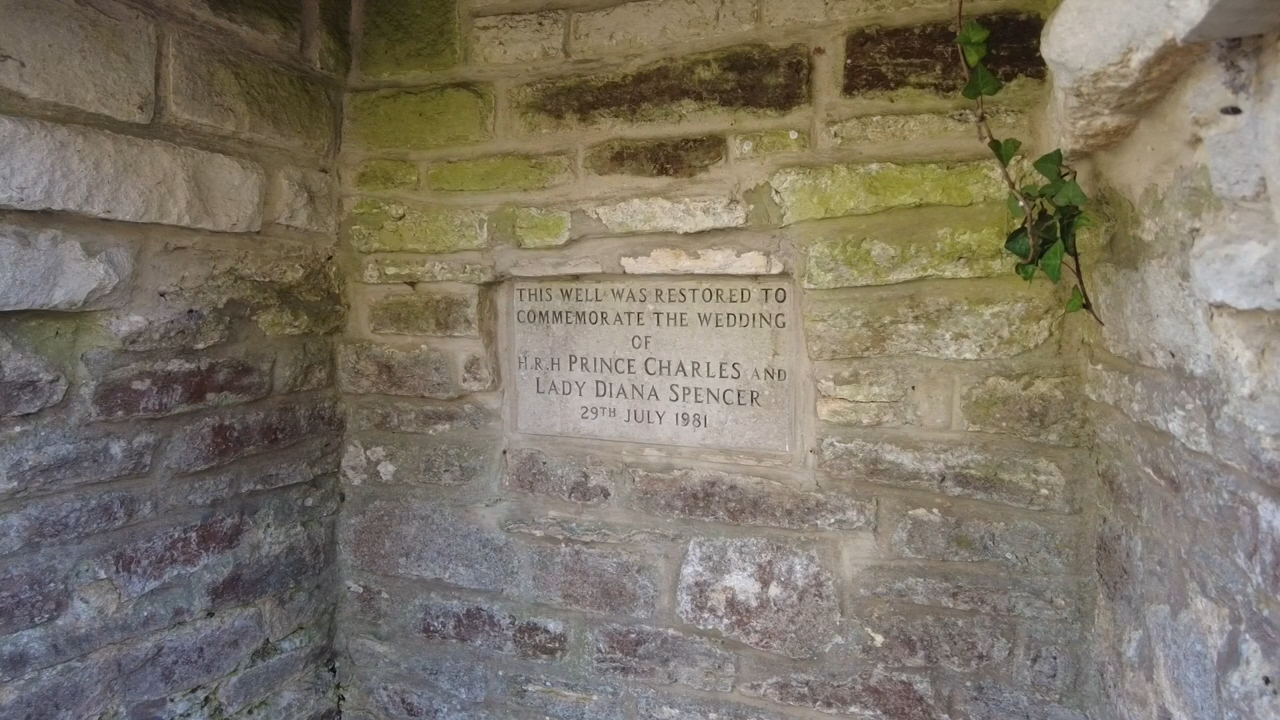 THIS WELL WAS RESTORED TO
COMMEMORATE THE WEDDING
OF
H.R.H PRINCE CHARLES AND
LADY DIANA SPENCER
29TH JULY 1981